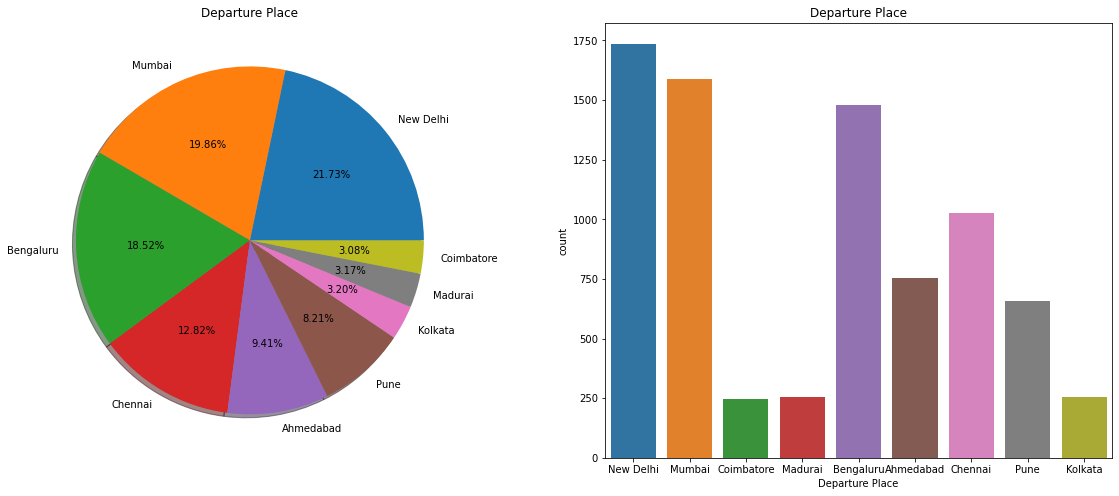 Departure Place
Mumbai
New Delhi
19.86%
21.73%
Bengaluru
18.52%
3.08%
Coimbatore
3.17%
Madurai
3.20%
Kolkata
12.82%
8.21%
9.41%
Pune
Chennai
Ahmedabad
Departure Place
1750
1500
1250
1000
750
500
250
0
count
New Delhi Mumbai Coimbatore Madurai Bengaluru Ahmedabad Chennai Pune Kolkata
Departure Place